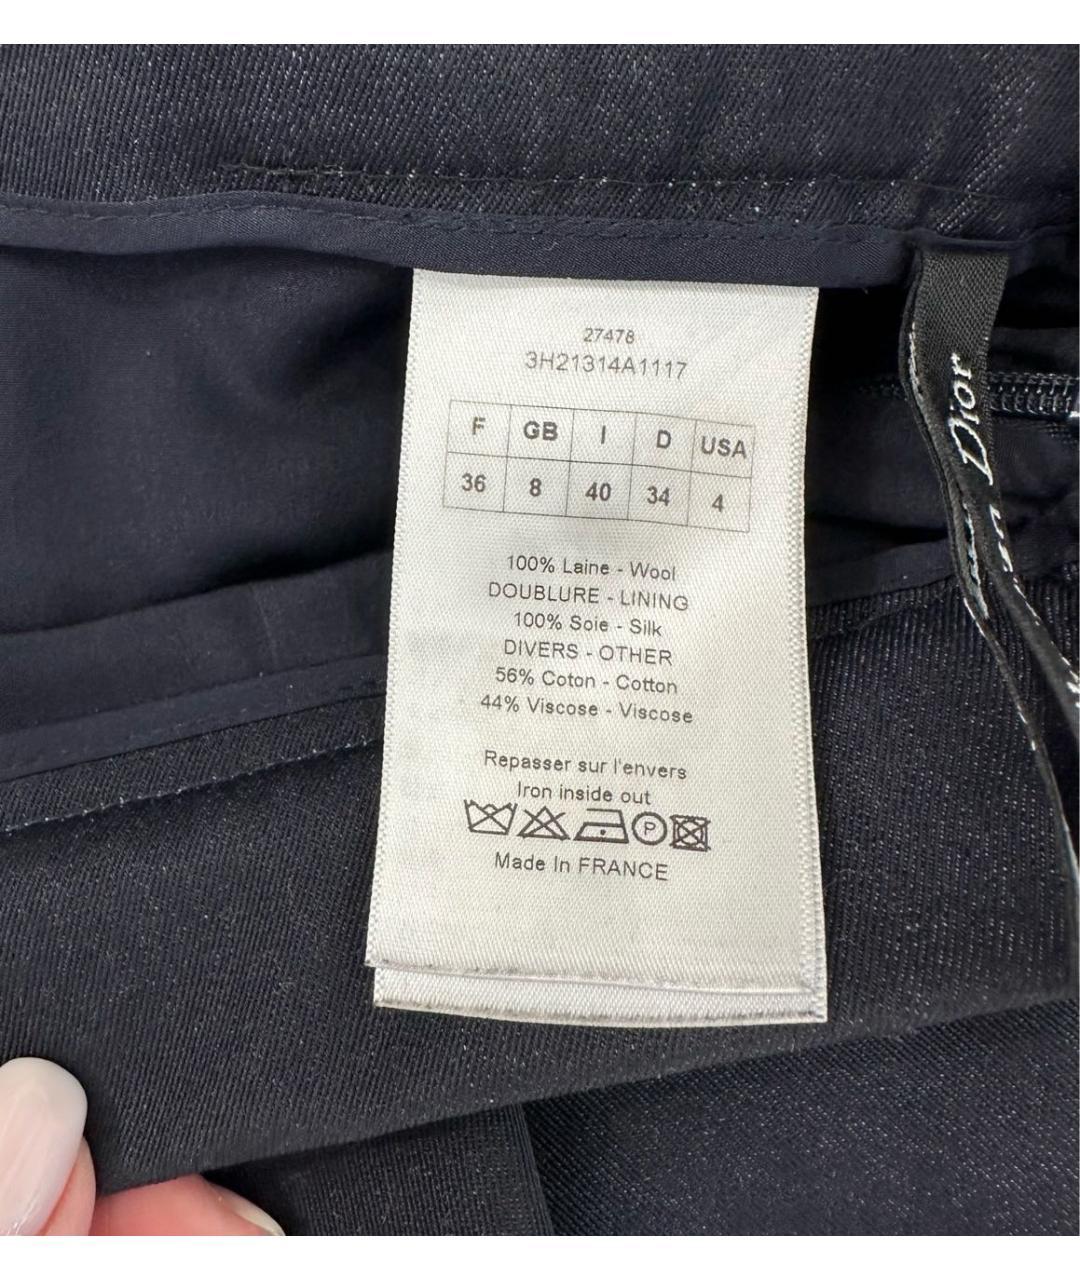 27478
3H21314A1117
F GB I D USA
36 8 40 34 4
100% Laine - Wool
DOUBLURE - LINING
100% Soie - Silk
DIVERS - OTHER
56% Coton - Cotton
44% Viscose - Viscose
Repasser sur l'envers
Iron inside out
P
Made In FRANCE
Dior